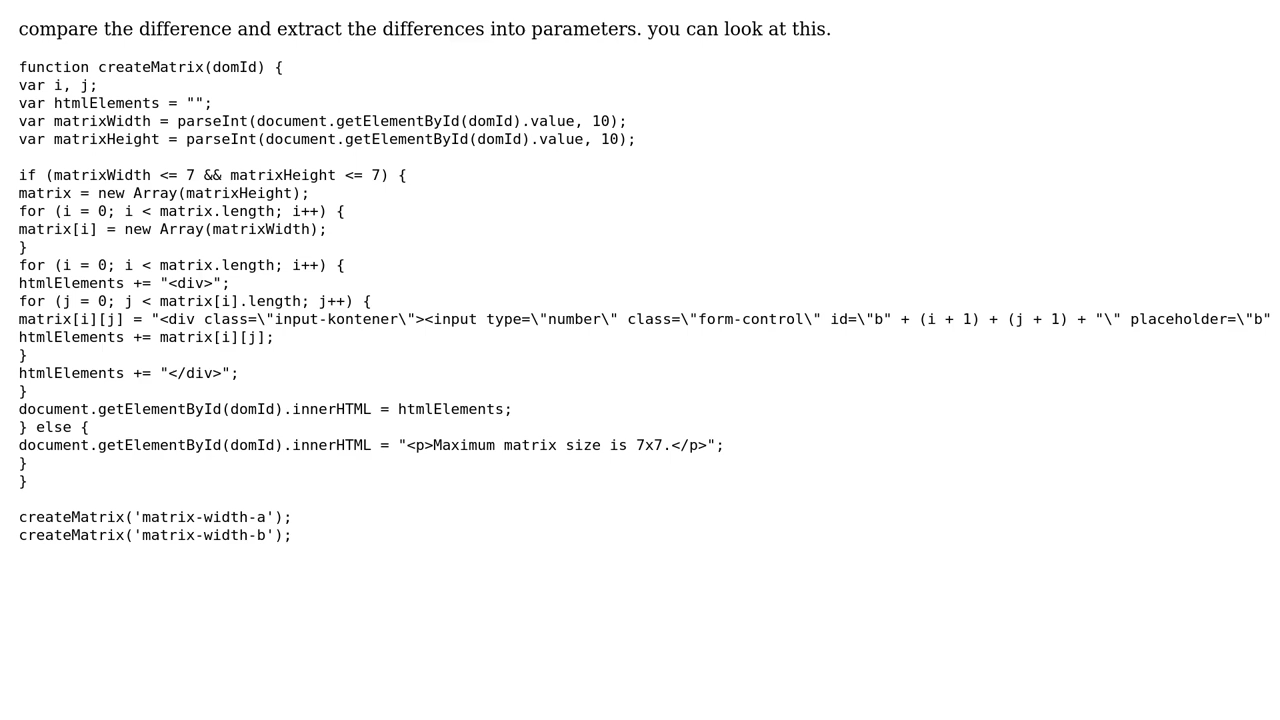 compare the difference and extract the differences into parameters. you can look at this.
function createMatrix(domId) {
var i, j;
var htmlElements = "";
var matrixWidth = parseInt(document.getElementById(domId).value, 10);
var matrixHeight = parseInt(document.getElementById(domId).value, 10);
if (matrixWidth <= 7 && matrixHeight <= 7) {
matrix = new Array(matrixHeight);
for (i = 0; i < matrix.length; i++) {
matrix[i] = new Array(matrixWidth);
}
for (i = 0; i < matrix.length; i++) {
htmlElements += "<div>";
for (j = 0; j < matrix[i].length; j++) {
matrix[i][j] = "<div class=\"input-kontener\"><input type=\"number\" class=\"form-control\" id=\"b" + (i + 1) + (j + 1) + "\" placeholder=\"b"
htmlElements += matrix[i][j];
}
htmlElements += "</div>";
}
document.getElementById(domId).innerHTML = htmlElements;
} else {
document.getElementById(domId).innerHTML = "<p>Maximum matrix size is 7x7.</p>";
}
}
createMatrix('matrix-width-a');
createMatrix('matrix-width-b');